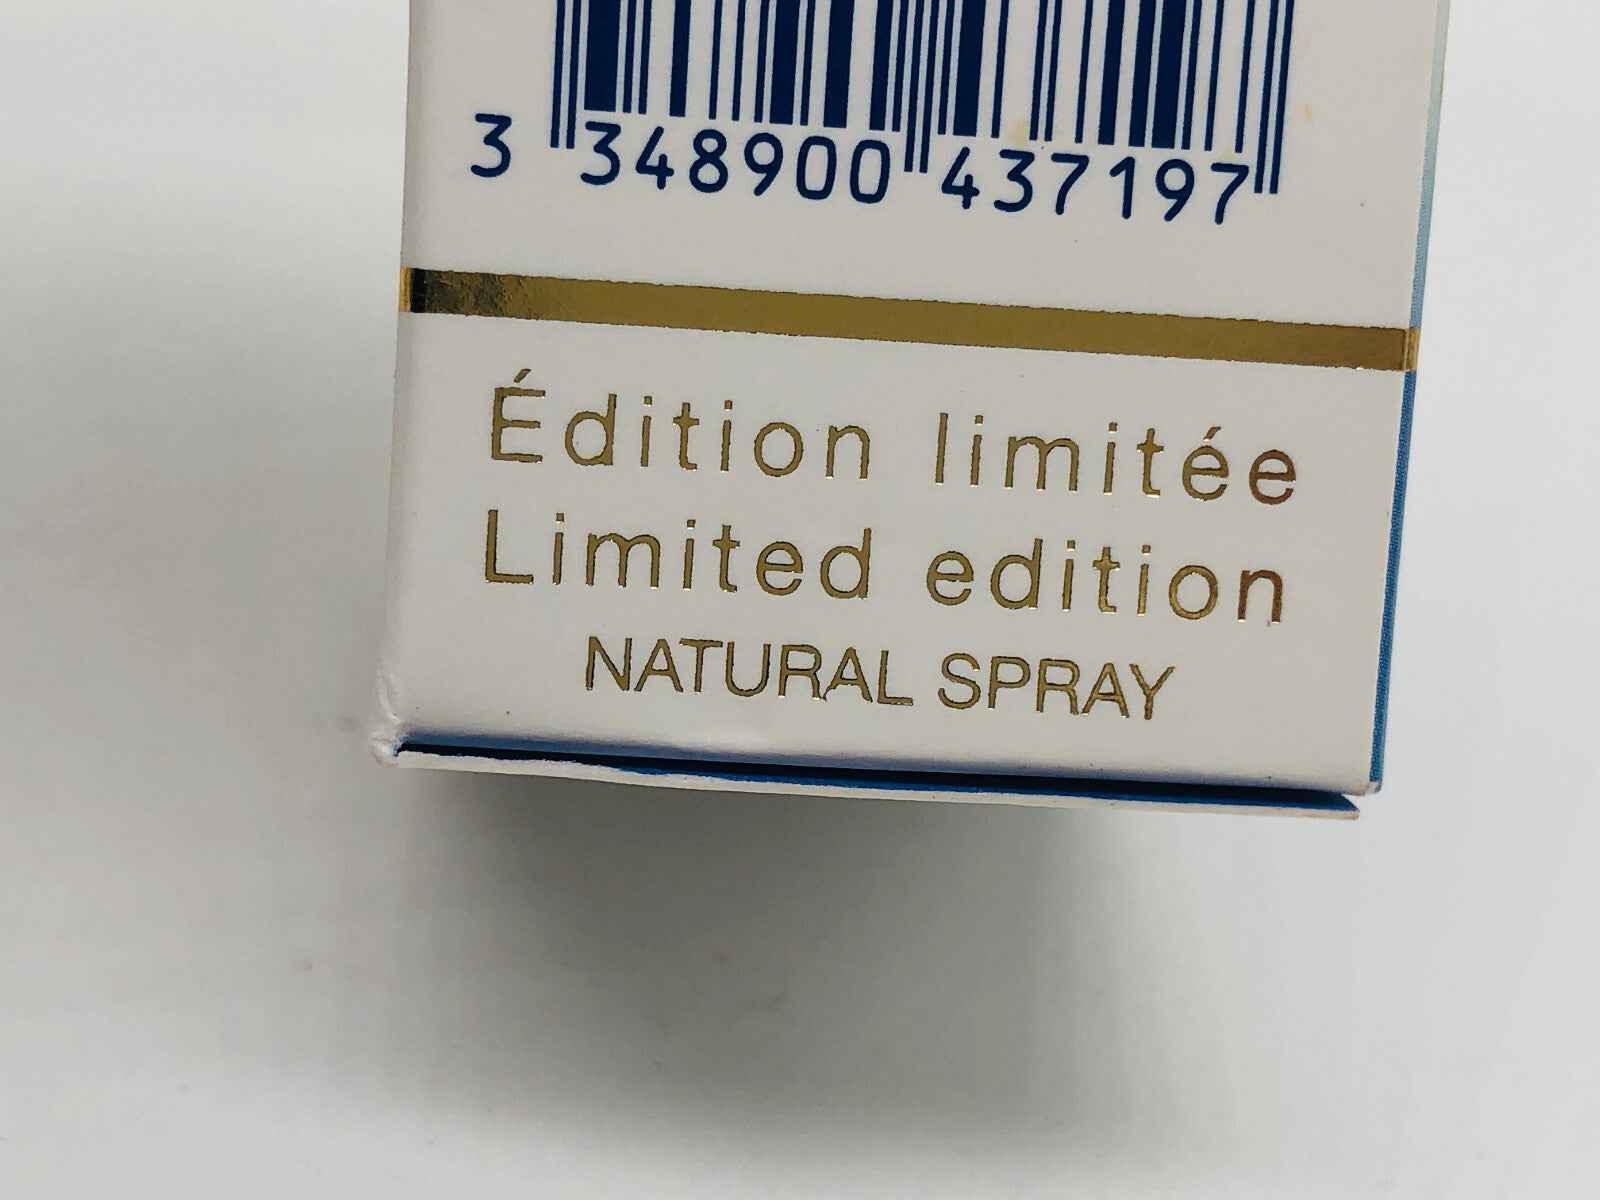 3 348900 437197
Édition limitée
Limited edition
NATURAL SPRAY